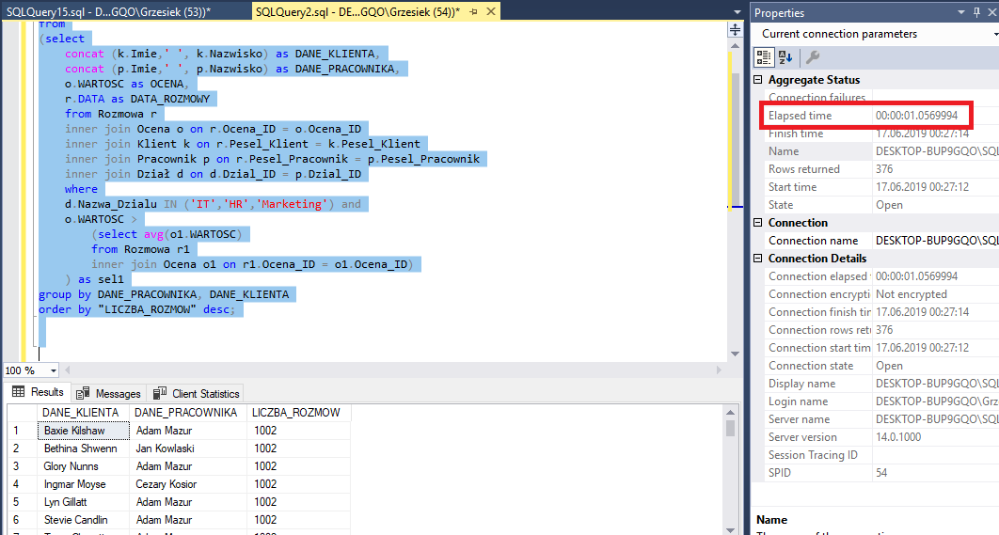 SQLQuery15.sql - D...GQO\Grzesiek (53))*
SQLQuery2.sql - DE...GQO\Grzesiek (54))*
from
(select
concat (k.Imie,' ', k.Nazwisko) as DANE_KLIENTA,
concat (p.Imie,' ', p.Nazwisko) as DANE_PRACOWNIKA,
o.WARTOSC as OCENA,
r.DATA as DATA_ROZMOWY
from Rozmowa r
inner join Ocena o on r.Ocena_ID = o.Ocena_ID
inner join Klient k on r.Pesel_Klient = k.Pesel_Klient
inner join Pracownik p on r.Pesel_Pracownik = p.Pesel_Pracownik
inner join Dział d on d.Dzial_ID = p.Dzial_ID
where
d.Nazwa_Dzialu IN ('IT','HR','Marketing') and
o.WARTOSC >
(select avg(o1.WARTOSC)
from Rozmowa r1
inner join Ocena o1 on r1.Ocena_ID = o1.Ocena_ID)
) as sel1
group by DANE_PRACOWNIKA, DANE_KLIENTA
order by "LICZBA_ROZMOW" desc;
100 %
Results Messages Client Statistics
DANE_KLIENTA DANE_PRACOWNIKA LICZBA_ROZMOW
1 Baxie Kilshaw Adam Mazur 1002
2 Bethina Shwenn Jan Kowlaski 1002
3 Glory Nunns Adam Mazur 1002
4 Ingmar Moyse Cezary Kosior 1002
5 Lyn Gillatt Adam Mazur 1002
6 Stevie Candlin Adam Mazur 1002
Properties
Current connection parameters
Aggregate Status
Connection failures
Elapsed time 00:00:01.0569994
Finish time 17.06.2019 00:27:14
Name DESKTOP-BUP9GQO\SQL
Rows returned 376
Start time 17.06.2019 00:27:12
State Open
Connection
Connection name DESKTOP-BUP9GQO\SQ
Connection Details
Connection elapsed 00:00:01.0569994
Connection encrypti Not encrypted
Connection finish tir 17.06.2019 00:27:14
Connection rows reti 376
Connection start tim 17.06.2019 00:27:12
Connection state Open
Display name DESKTOP-BUP9GQO\SQL
Login name DESKTOP-BUP9GQO\Grz
Server name DESKTOP-BUP9GQO\SQL
Server version 14.0.1000
Session Tracing ID
SPID 54
Name